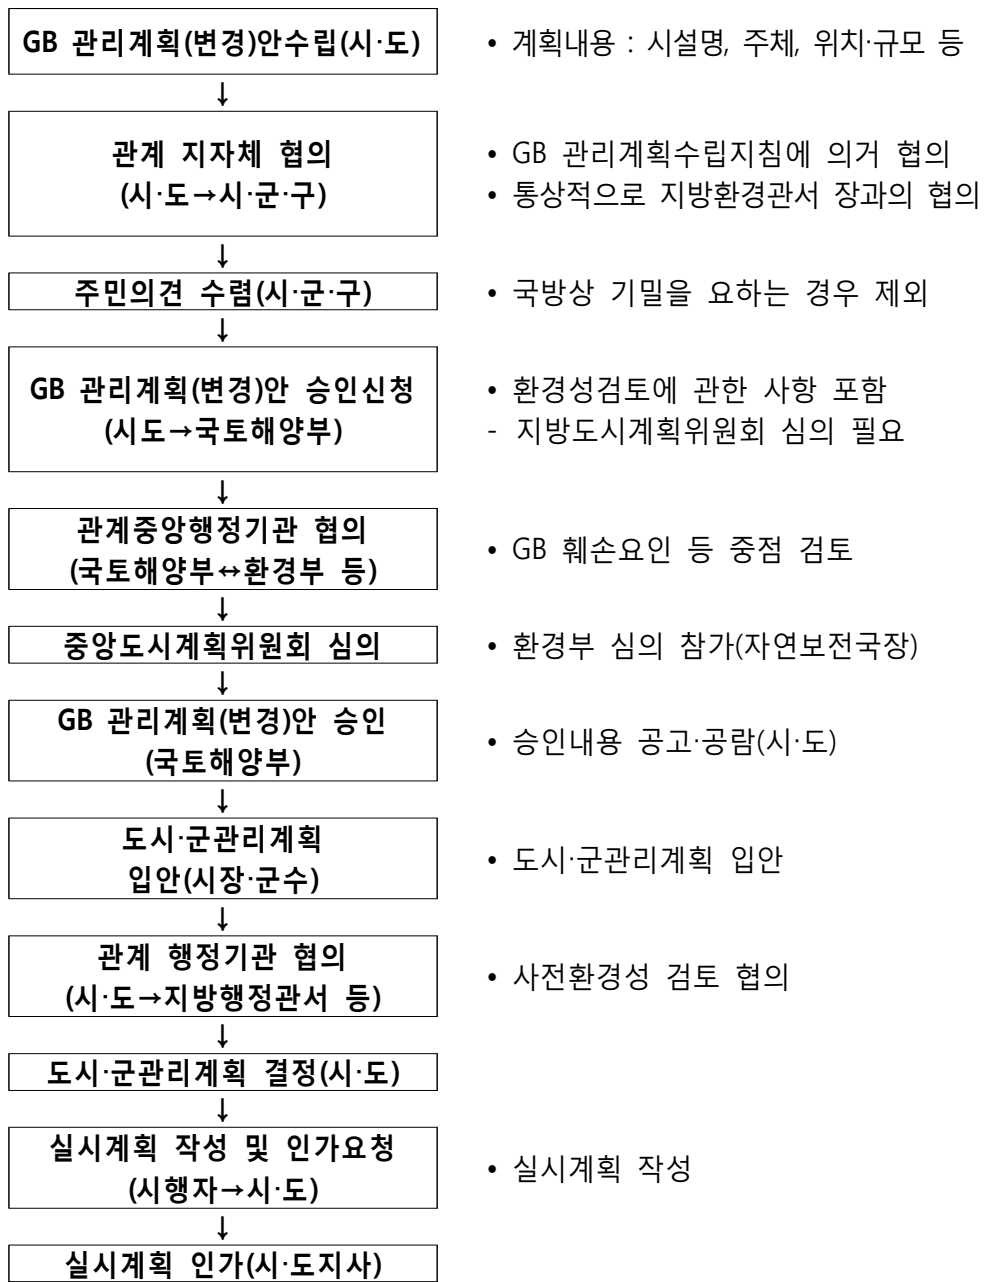 GB 관리계획(변경)안수립(시·도)
• 계획내용 : 시설명, 주체, 위치·규모 등
↓
관계 지자체 협의
(시·도→시·군·구)
• GB 관리계획수립지침에 의거 협의
• 통상적으로 지방환경관서 장과의 협의
↓
주민의견 수렴(시·군·구)
• 국방상 기밀을 요하는 경우 제외
↓
GB 관리계획(변경)안 승인신청
(시도→국토해양부)
• 환경성검토에 관한 사항 포함
- 지방도시계획위원회 심의 필요
↓
관계중앙행정기관 협의
(국토해양부↔환경부 등)
• GB 훼손요인 등 중점 검토
↓
중앙도시계획위원회 심의
• 환경부 심의 참가(자연보전국장)
↓
GB 관리계획(변경)안 승인
(국토해양부)
• 승인내용 공고·공람(시·도)
↓
도시·군관리계획
입안(시장·군수)
• 도시·군관리계획 입안
↓
관계 행정기관 협의
(시·도→지방행정관서 등)
• 사전환경성 검토 협의
↓
도시·군관리계획 결정(시·도)
↓
실시계획 작성 및 인가요청
(시행자→시·도)
• 실시계획 작성
↓
실시계획 인가(시·도지사)